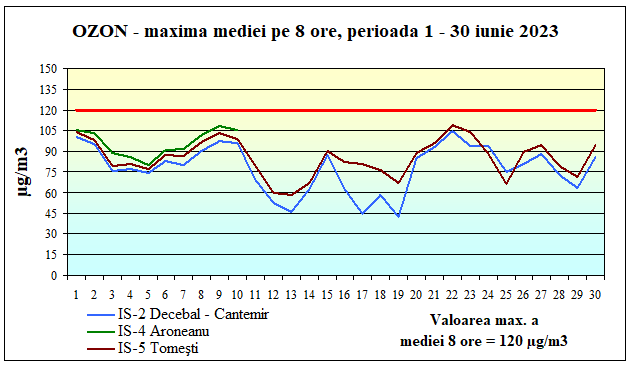 OZON - maxima mediei pe 8 ore, perioada 1 - 30 iunie 2023
µg/m3
150
135
120
105
90
75
60
45
30
15
0
1 2 3 4 5 6 7 8 9 10 11 12 13 14 15 16 17 18 19 20 21 22 23 24 25 26 27 28 29 30
IS-2 Decebal - Cantemir
IS-4 Aroneanu
IS-5 Tomești
Valoarea max. a
mediei 8 ore = 120 µg/m3